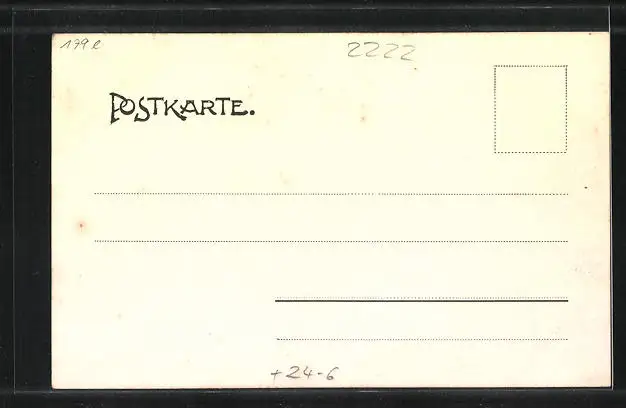 199 e
2222
POSTKARTE.
+ 24-6